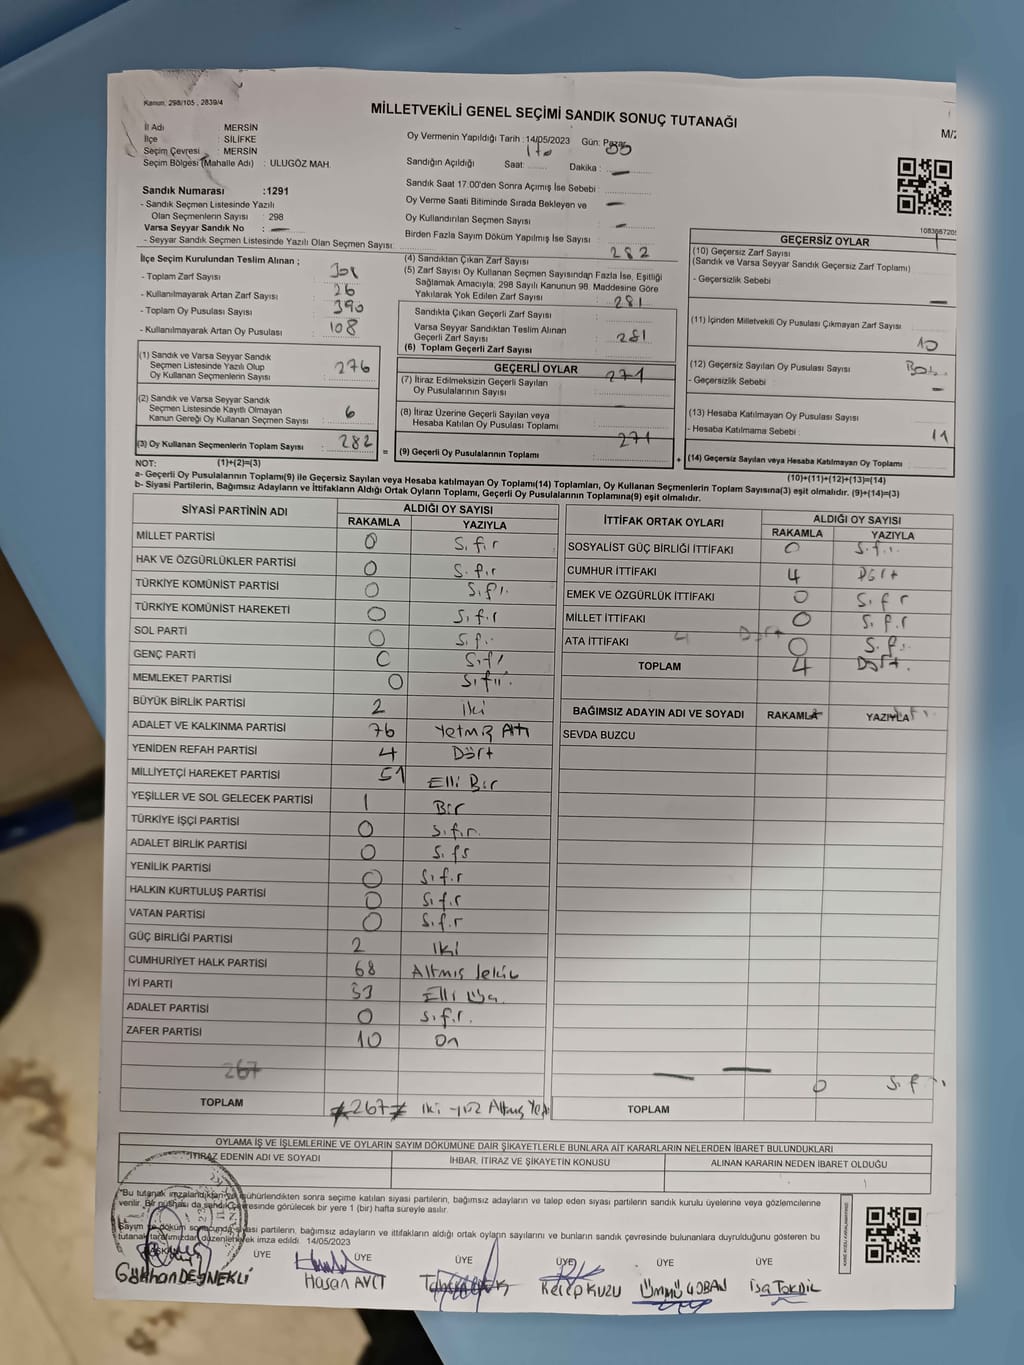 Kanun, 298/105 , 2839/4
MİLLETVEKİLİ GENEL SEÇİMİ SANDIK SONUÇ TUTANAĞI
M/2
İl Adı : MERSİN
İlçe : SİLİFKE
Seçim Çevresi : MERSİN
Seçim Bölgesi (Mahalle Adı) : ULUGÖZ MAH.
Oy Vermenin Yapıldığı Tarih : 14/05/2023 Gün: Pazar
Sandığın Açıldığı Saat: Dakika :
Sandık Saat 17:00'den Sonra Açımış İse Sebebi :
Oy Verme Saati Bitiminde Sırada Bekleyen ve
Oy Kullandırılan Seçmen Sayısı
Birden Fazla Sayım Döküm Yapılmış İse Sayısı
Sandık Numarası :1291
- Sandık Seçmen Listesinde Yazılı
Olan Seçmenlerin Sayısı : 298
Varsa Seyyar Sandık No :
- Seyyar Sandık Seçmen Listesinde Yazılı Olan Seçmen Sayısı:
İlçe Seçim Kurulundan Teslim Alınan ;
- Toplam Zarf Sayısı :
- Kullanılmayarak Artan Zarf Sayısı : 26
- Toplam Oy Pusulası Sayısı : 390
- Kullanılmayarak Artan Oy Pusulası : 108
(1) Sandık ve Varsa Seyyar Sandık
Seçmen Listesinde Yazılı Olup
Oy Kullanan Seçmenlerin Sayısı : 276
(2) Sandık ve Varsa Seyyar Sandık
Seçmen Listesinde Kayıtlı Olmayan
Kanun Gereği Oy Kullanan Seçmen Sayısı : 6
(3) Oy Kullanan Seçmenlerin Toplam Sayısı : 282
(1)+(2)=(3)
(4) Sandıktan Çıkan Zarf Sayısı 282
(5) Zarf Sayısı Oy Kullanan Seçmen Sayısından Fazla İse, Eşitliği
Sağlamak Amacıyla, 298 Sayılı Kanunun 98. Maddesine Göre
Yakılarak Yok Edilen Zarf Sayısı :
Sandıkta Çıkan Geçerli Zarf Sayısı : 281
Varsa Seyyar Sandıktan Teslim Alınan
Geçerli Zarf Sayısı :
(6) Toplam Geçerli Zarf Sayısı 281
=
GEÇERLİ OYLAR
(7) İtiraz Edilmeksizin Geçerli Sayılan
Oy Pusulalarının Sayısı 271
(8) İtiraz Üzerine Geçerli Sayılan veya
Hesaba Katılan Oy Pusulası Toplamı
(9) Geçerli Oy Pusulalarının Toplamı 271
+
GEÇERSİZ OYLAR
(10) Geçersiz Zarf Sayısı
(Sandık ve Varsa Seyyar Sandık Geçersiz Zarf Toplamı)
- Geçersizlik Sebebi :
(11) İçinden Milletvekili Oy Pusulası Çıkmayan Zarf Sayısı
10
(12) Geçersiz Sayılan Oy Pusulası Sayısı
- Geçersizlik Sebebi :
(13) Hesaba Katılmayan Oy Pusulası Sayısı
- Hesaba Katılmama Sebebi :
11
(14) Geçersiz Sayılan veya Hesaba Katılmayan Oy Toplamı
(10)+(11)+(12)+(13)=(14)
NOT:
a- Geçerli Oy Pusulalarının Toplamı(9) ile Geçersiz Sayılan veya Hesaba katılmayan Oy Toplamı(14) Toplamları, Oy Kullanan Seçmenlerin Toplam Sayısına(3) eşit olmalıdır. (9)+(14)=(3)
b- Siyasi Partilerin, Bağımsız Adayların ve İttifakların Aldığı Ortak Oyların Toplamı, Geçerli Oy Pusulalarının Toplamına(9) eşit olmalıdır.
SİYASİ PARTİNİN ADI ALDIĞI OY SAYISI
RAKAMLA YAZIYLA
MİLLET PARTİSİ 0 Sıfır
HAK VE ÖZGÜRLÜKLER PARTİSİ 0 Sıfır
TÜRKİYE KOMÜNİST PARTİSİ 0 Sıfır
TÜRKİYE KOMÜNİST HAREKETİ 0 Sıfır
SOL PARTİ 0 Sıfır
GENÇ PARTİ 0 Sıfır
MEMLEKET PARTİSİ 0 Sıfır
BÜYÜK BİRLİK PARTİSİ 2 iki
ADALET VE KALKINMA PARTİSİ 76 Yetmiş Altı
YENİDEN REFAH PARTİSİ 4 Dört
MİLLİYETÇİ HAREKET PARTİSİ 51 Elli Bir
YEŞİLLER VE SOL GELECEK PARTİSİ 1 Bir
TÜRKİYE İŞÇİ PARTİSİ 0 Sıfır
ADALET BİRLİK PARTİSİ 0
YENİLİK PARTİSİ 0 Sıfır
HALKIN KURTULUŞ PARTİSİ 0 Sıfır
VATAN PARTİSİ 0 Sıfır
GÜÇ BİRLİĞİ PARTİSİ 2 iki
CUMHURİYET HALK PARTİSİ 68 Altmış Sekiz
İYİ PARTİ 53 Elli Üç
ADALET PARTİSİ 0 Sıfır
ZAFER PARTİSİ 10 On
267
TOPLAM 267 iki yüz Altmış Yedi
İTTİFAK ORTAK OYLARI ALDIĞI OY SAYISI
RAKAMLA YAZIYLA
SOSYALİST GÜÇ BİRLİĞİ İTTİFAKI 0 Sıfır
CUMHUR İTTİFAKI 4 Dört
EMEK VE ÖZGÜRLÜK İTTİFAKI 0 Sıfır
MİLLET İTTİFAKI 0 Sıfır
ATA İTTİFAKI 4 Dört 0 Sıfır
TOPLAM 4 Dört.
BAĞIMSIZ ADAYIN ADI VE SOYADI RAKAMLA YAZIYLA
SEVDA BUZCU
0 Sıfır
TOPLAM
OYLAMA İŞ VE İŞLEMLERİNE VE OYLARIN SAYIM DÖKÜMÜNE DAİR ŞİKAYETLERLE BUNLARA AİT KARARLARIN NELERDEN İBARET BULUNDUKLARI
İTİRAZ EDENİN ADI VE SOYADI İHBAR, İTİRAZ VE ŞİKAYETİN KONUSU ALINAN KARARIN NEDEN İBARET OLDUĞU
"Bu tutanak imzalandıktan ve mühürlendikten sonra seçime katılan siyasi partilerin, bağımsız adayların ve talep eden siyasi partilerin sandık kurulu üyelerine veya gözlemcilerine
verilir. Bir nüshası da sandık çevresinde görülecek bir yere 1 (bir) hafta süreyle asılır.
Sayım ve döküm sonucunda siyasi partilerin, bağımsız adayların ve ittifakların aldığı ortak oyların sayılarını ve bunların sandık çevresinde bulunanlara duyrulduğunu gösteren bu
tutanak tarafımızdan düzenlenerek imza edildi. 14/05/2023
BAŞKAN ÜYE ÜYE ÜYE ÜYE ÜYE ÜYE
Gökhan DEĞNEKLİ Hasan AVCI Recep KUZU Ümmü ÇOBAN İsa TOKDİL